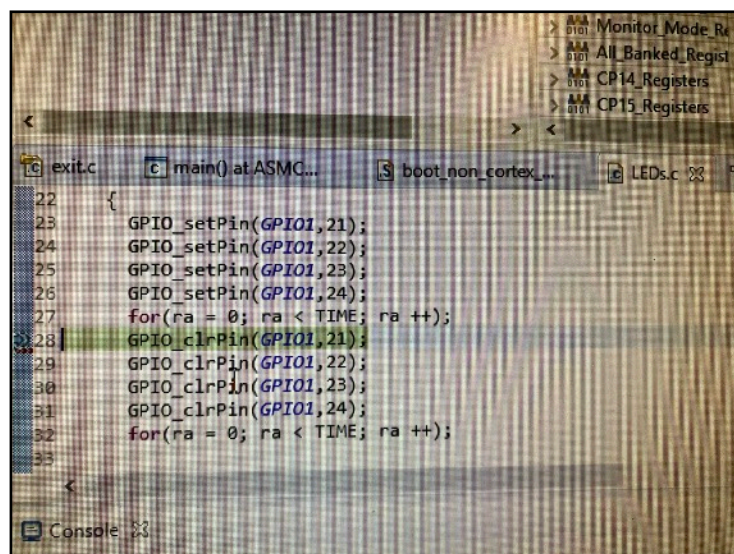 Monitor_Mode_Re
All_Banked_Regist
CP14_Registers
CP15_Registers
exit.c
main() at ASMC...
boot_non_cortex_...
LEDs.c
22 {
23 GPIO_setPin(GPIO1,21);
24 GPIO_setPin(GPIO1,22);
25 GPIO_setPin(GPIO1,23);
26 GPIO_setPin(GPIO1,24);
27 for(ra = 0; ra < TIME; ra ++);
28 GPIO_clrPin(GPIO1,21);
29 GPIO_clrPin(GPIO1,22);
30 GPIO_clrPin(GPIO1,23);
31 GPIO_clrPin(GPIO1,24);
32 for(ra = 0; ra < TIME; ra ++);
33
Console